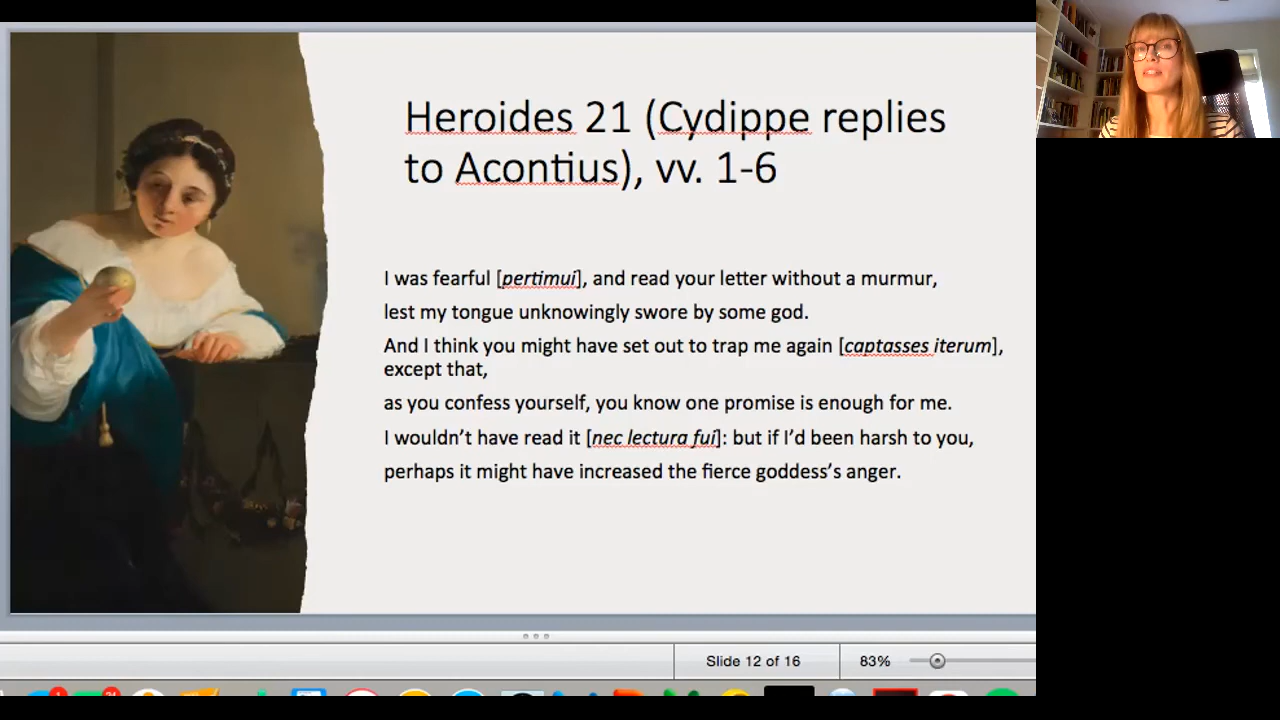 Heroides 21 (Cydippe replies
to Acontius), vv. 1-6
I was fearful [pertimui], and read your letter without a murmur,
lest my tongue unknowingly swore by some god.
And I think you might have set out to trap me again [captasses iterum],
except that,
as you confess yourself, you know one promise is enough for me.
I wouldn't have read it [nec lectura fui]: but if I'd been harsh to you,
perhaps it might have increased the fierce goddess's anger.
Slide 12 of 16
83%